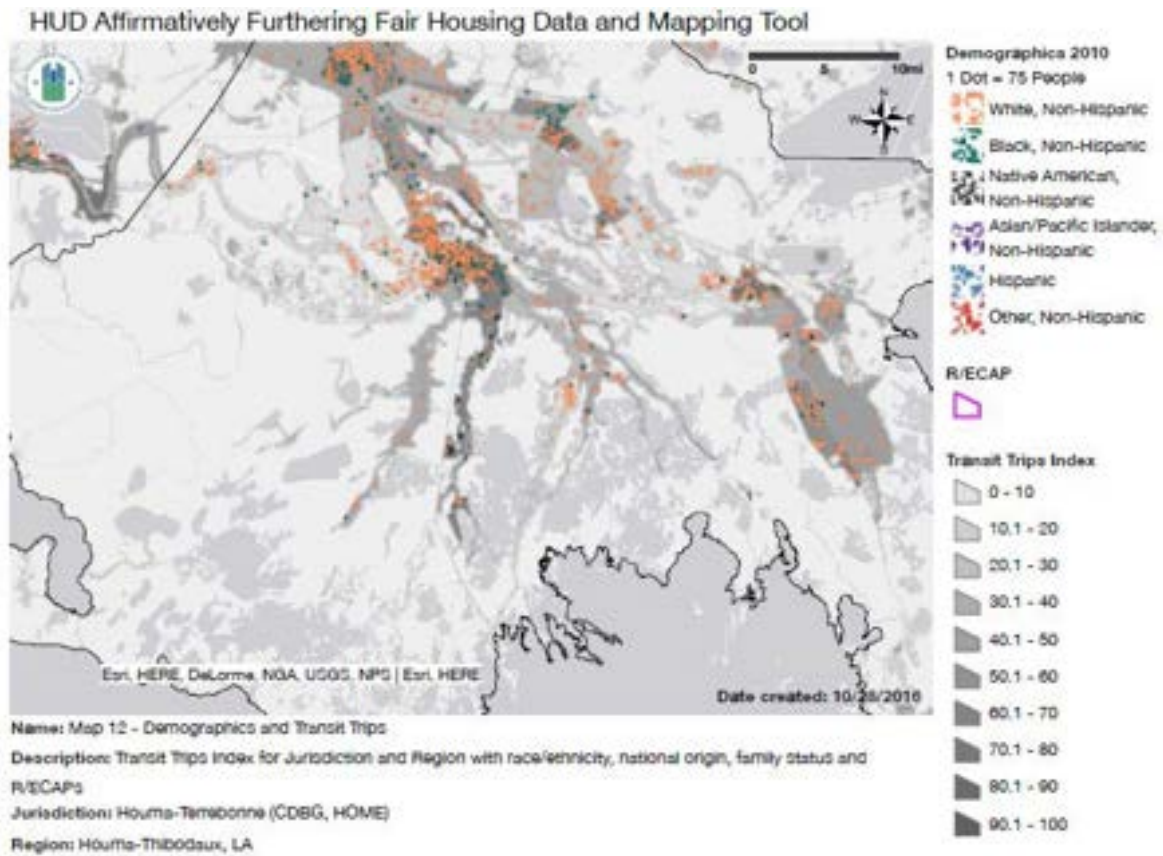 HUD Affirmatively Furthering Fair Housing Data and Mapping Tool
0 5 10mi
N
W E
S
Demographics 2010
1 Dot = 75 People
White, Non-Hispanic
Black, Non-Hispanic
Native American,
Non-Hispanic
Asian/Pacific Islander,
Non-Hispanic
Hispanic
Other, Non-Hispanic
R/ECAP
Transit Trips Index
0 - 10
10.1 - 20
20.1 - 30
30.1 - 40
40.1 - 50
50.1 - 60
60.1 - 70
70.1 - 80
80.1 - 90
90.1 - 100
Esri, HERE, DeLorme, NGA, USGS, NPS | Esri, HERE
Date created: 10/28/2016
Name: Map 12 - Demographics and Transit Trips
Description: Transit Trips Index for Jurisdiction and Region with race/ethnicity, national origin, family status and
R/ECAPs
Jurisdiction: Houma-Terrebonne (CDBG, HOME)
Region: Houma-Thibodaux, LA